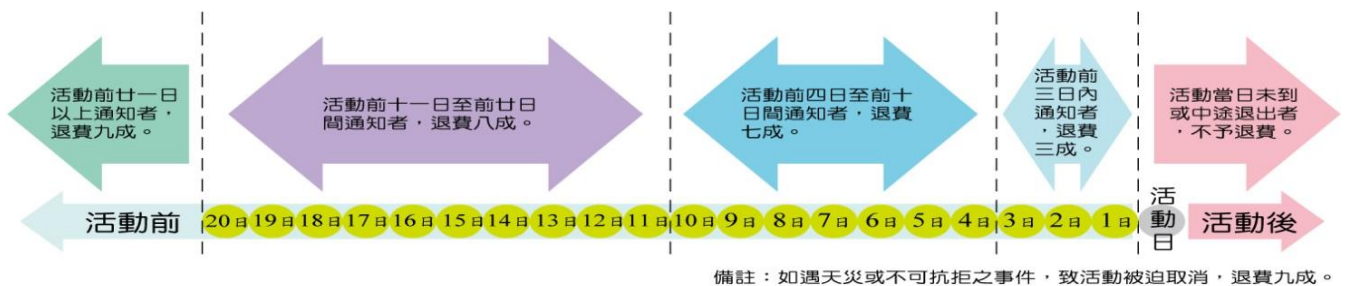 活動前廿一日
以上通知者，
退費九成。
活動前十一日至前廿日
間通知者，退費八成。
活動前四日至前十
日間通知者，退費
七成。
活動前
三日內
通知者
，退費
三成。
活動當日未到
或中途退出者
，不予退費。
活動前
20日 19日 18日 17日 16日 15日 14日 13日 12日 11日 10日 9日 8日 7日 6日 5日 4日 3日 2日 1日
活動日
活動後
備註：如遇天災或不可抗拒之事件，致活動被迫取消，退費九成。